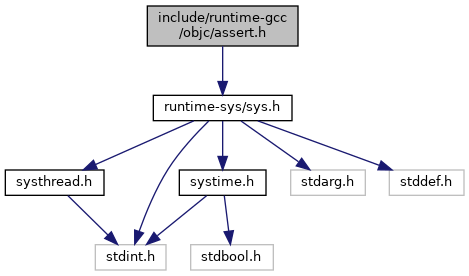 include/runtime-gcc
/objc/assert.h
runtime-sys/sys.h
systhread.h
systime.h
stdarg.h
stddef.h
stdint.h
stdbool.h